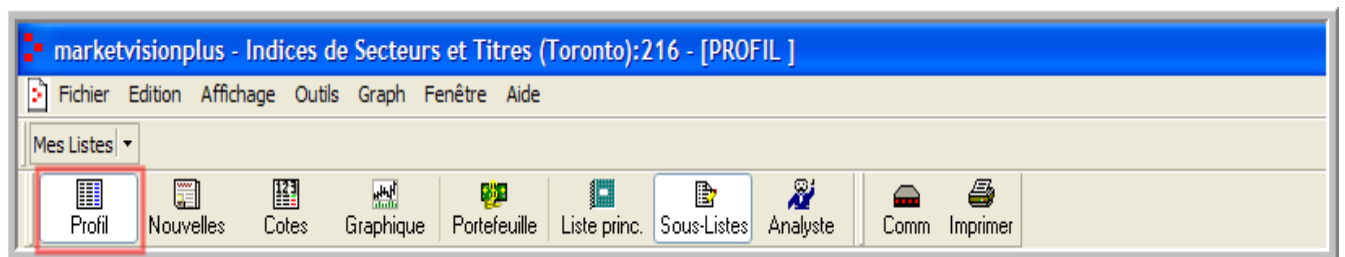 marketvisionplus - Indices de Secteurs et Titres (Toronto):216 - [PROFIL ]
Fichier Edition Affichage Outils Graph Fenêtre Aide
Mes Listes
123
Profil Nouvelles Cotes Graphique Portefeuille Liste princ. Sous-Listes Analyste Comm Imprimer